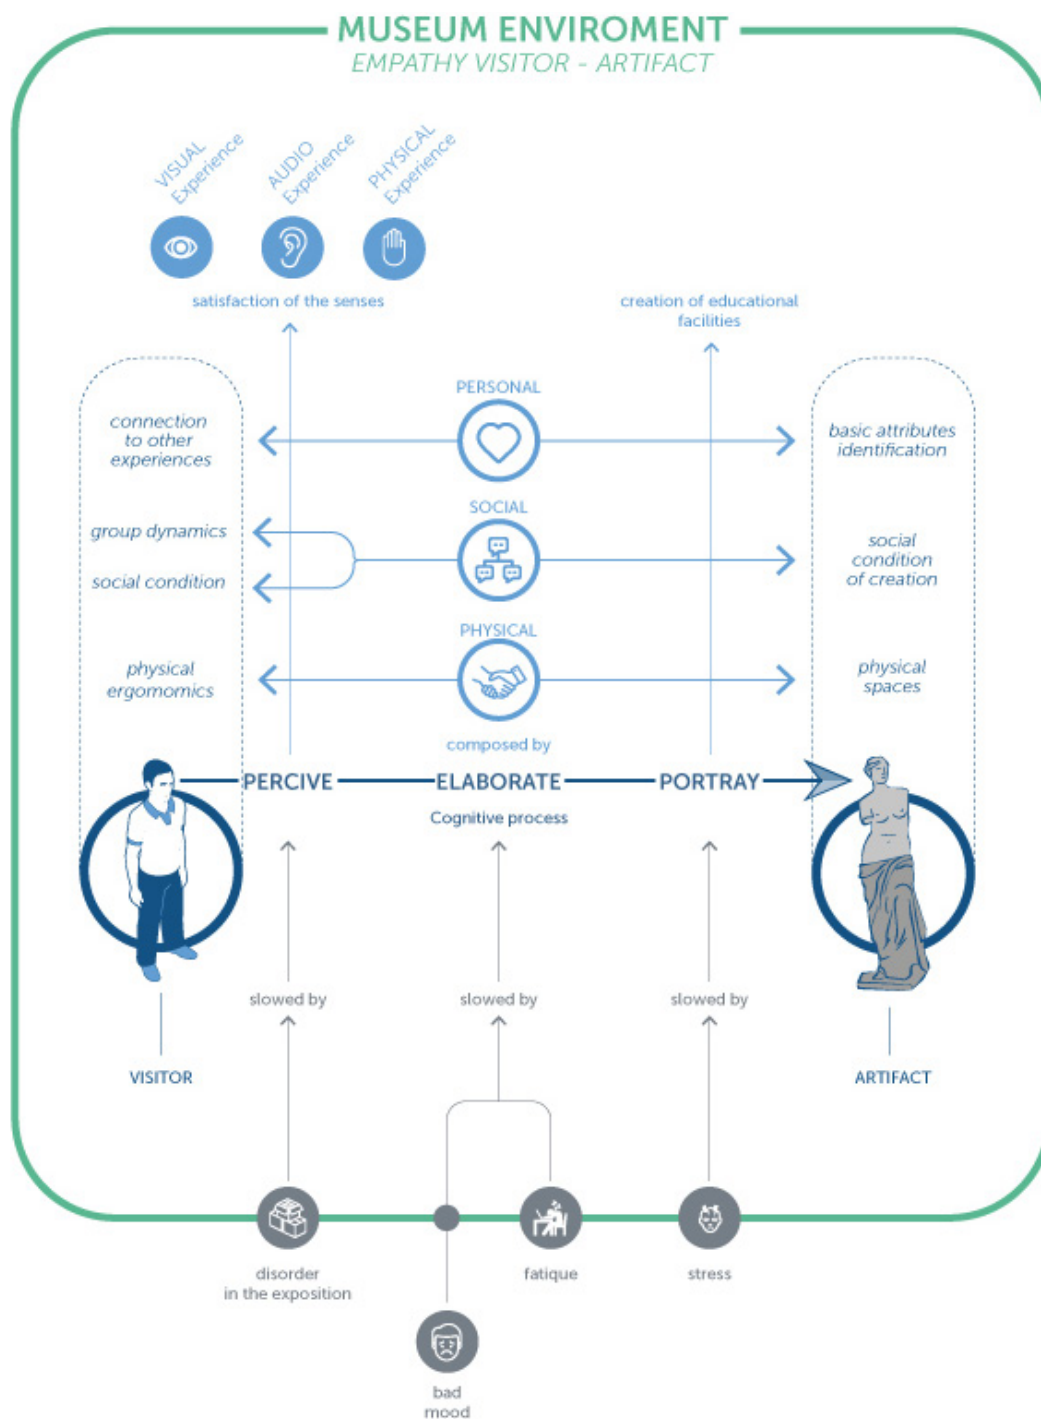 MUSEUM ENVIROMENT
EMPATHY VISITOR - ARTIFACT
VISUAL
Experience
AUDIO
Experience
PHYSICAL
Experience
satisfaction of the senses
creation of educational
facilities
PERSONAL
connection
to other
experiences
basic attributes
identification
SOCIAL
group dynamics
social condition
social
condition
of creation
PHYSICAL
physical
ergomomics
physical
spaces
composed by
PERCIVE
ELABORATE
PORTRAY
Cognitive process
slowed by
slowed by
slowed by
VISITOR
ARTIFACT
disorder
in the exposition
fatique
stress
bad
mood